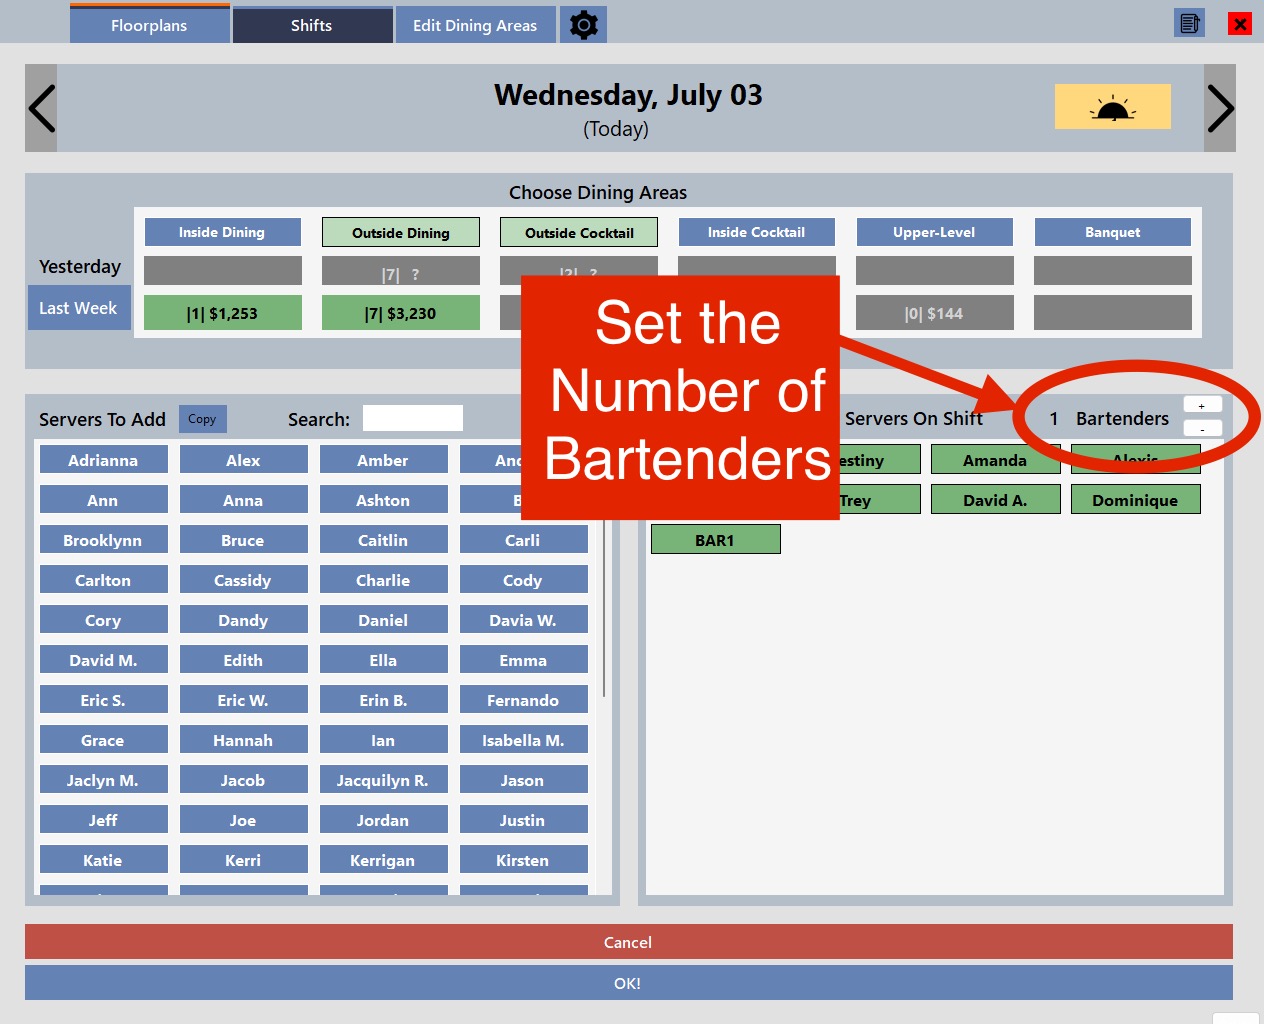 Floorplans Shifts Edit Dining Areas
Wednesday, July 03
(Today)
Choose Dining Areas
Inside Dining Outside Dining Outside Cocktail Inside Cocktail Upper-Level Banquet
Yesterday |7| ?
Last Week |1| $1,253 |7| $3,230 |0| $144
Set the
Number of
Bartenders
Servers To Add Copy Search:
Servers On Shift 1 Bartenders + -
Adrianna Alex Amber
Ann Anna Ashton
Brooklynn Bruce Caitlin Carli
Carlton Cassidy Charlie Cody
Cory Dandy Daniel Davia W.
David M. Edith Ella Emma
Eric S. Eric W. Erin B. Fernando
Grace Hannah Ian Isabella M.
Jaclyn M. Jacob Jacquilyn R. Jason
Jeff Joe Jordan Justin
Katie Kerri Kerrigan Kirsten
estiny Amanda Alexis
Trey David A. Dominique
BAR1
Cancel
OK!